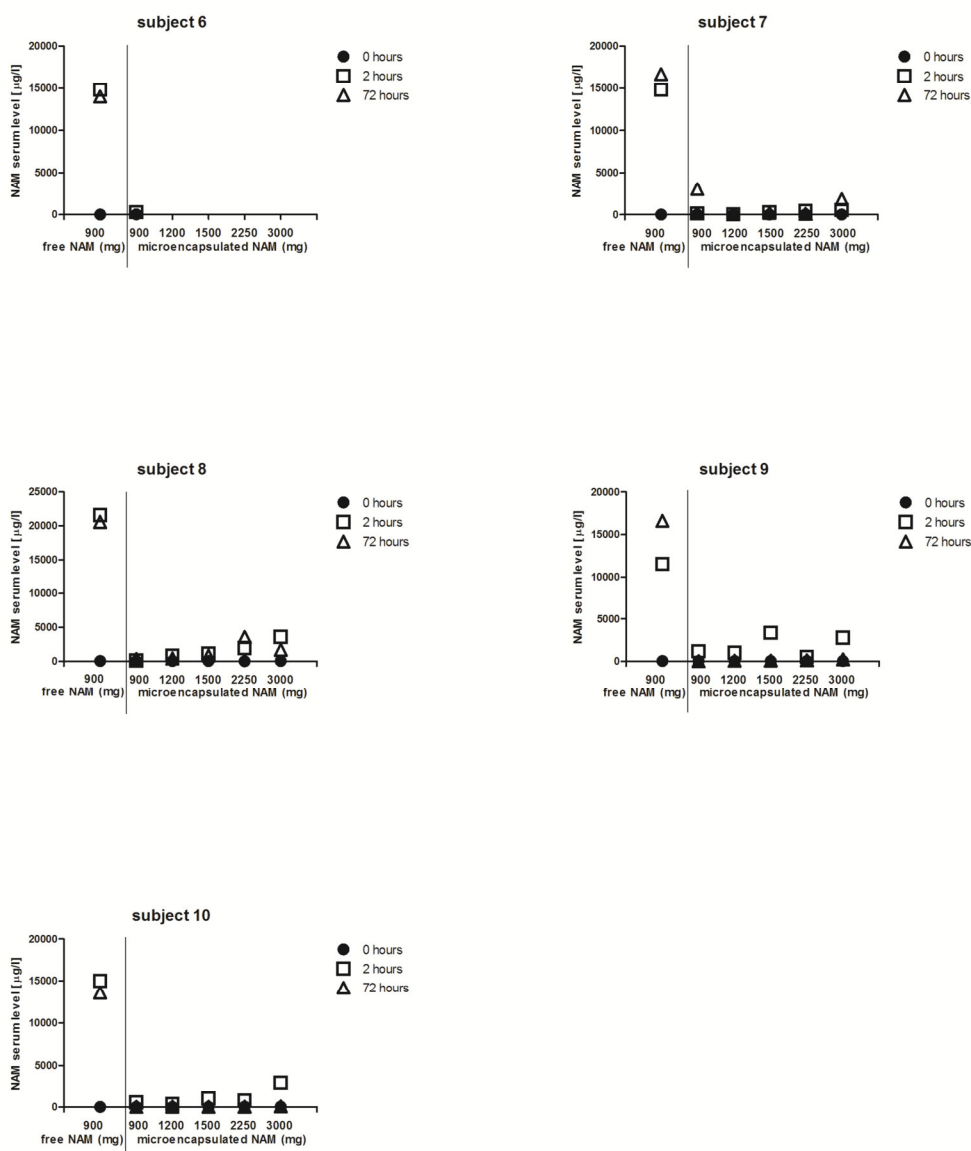 subject 6
NAM serum level [µg/l]
20000
15000
10000
5000
0
900
900 1200 1500 2250 3000
free NAM (mg) microencapsulated NAM (mg)
0 hours
2 hours
72 hours
subject 7
NAM serum level [µg/l]
20000
15000
10000
5000
0
900
900 1200 1500 2250 3000
free NAM (mg) microencapsulated NAM (mg)
0 hours
2 hours
72 hours
subject 8
NAM serum level [µg/l]
25000
20000
15000
10000
5000
0
900
900 1200 1500 2250 3000
free NAM (mg) microencapsulated NAM (mg)
0 hours
2 hours
72 hours
subject 9
NAM serum level [µg/l]
20000
15000
10000
5000
0
900
900 1200 1500 2250 3000
free NAM (mg) microencapsulated NAM (mg)
0 hours
2 hours
72 hours
subject 10
NAM serum level [µg/l]
20000
15000
10000
5000
0
900
900 1200 1500 2250 3000
free NAM (mg) microencapsulated NAM (mg)
0 hours
2 hours
72 hours